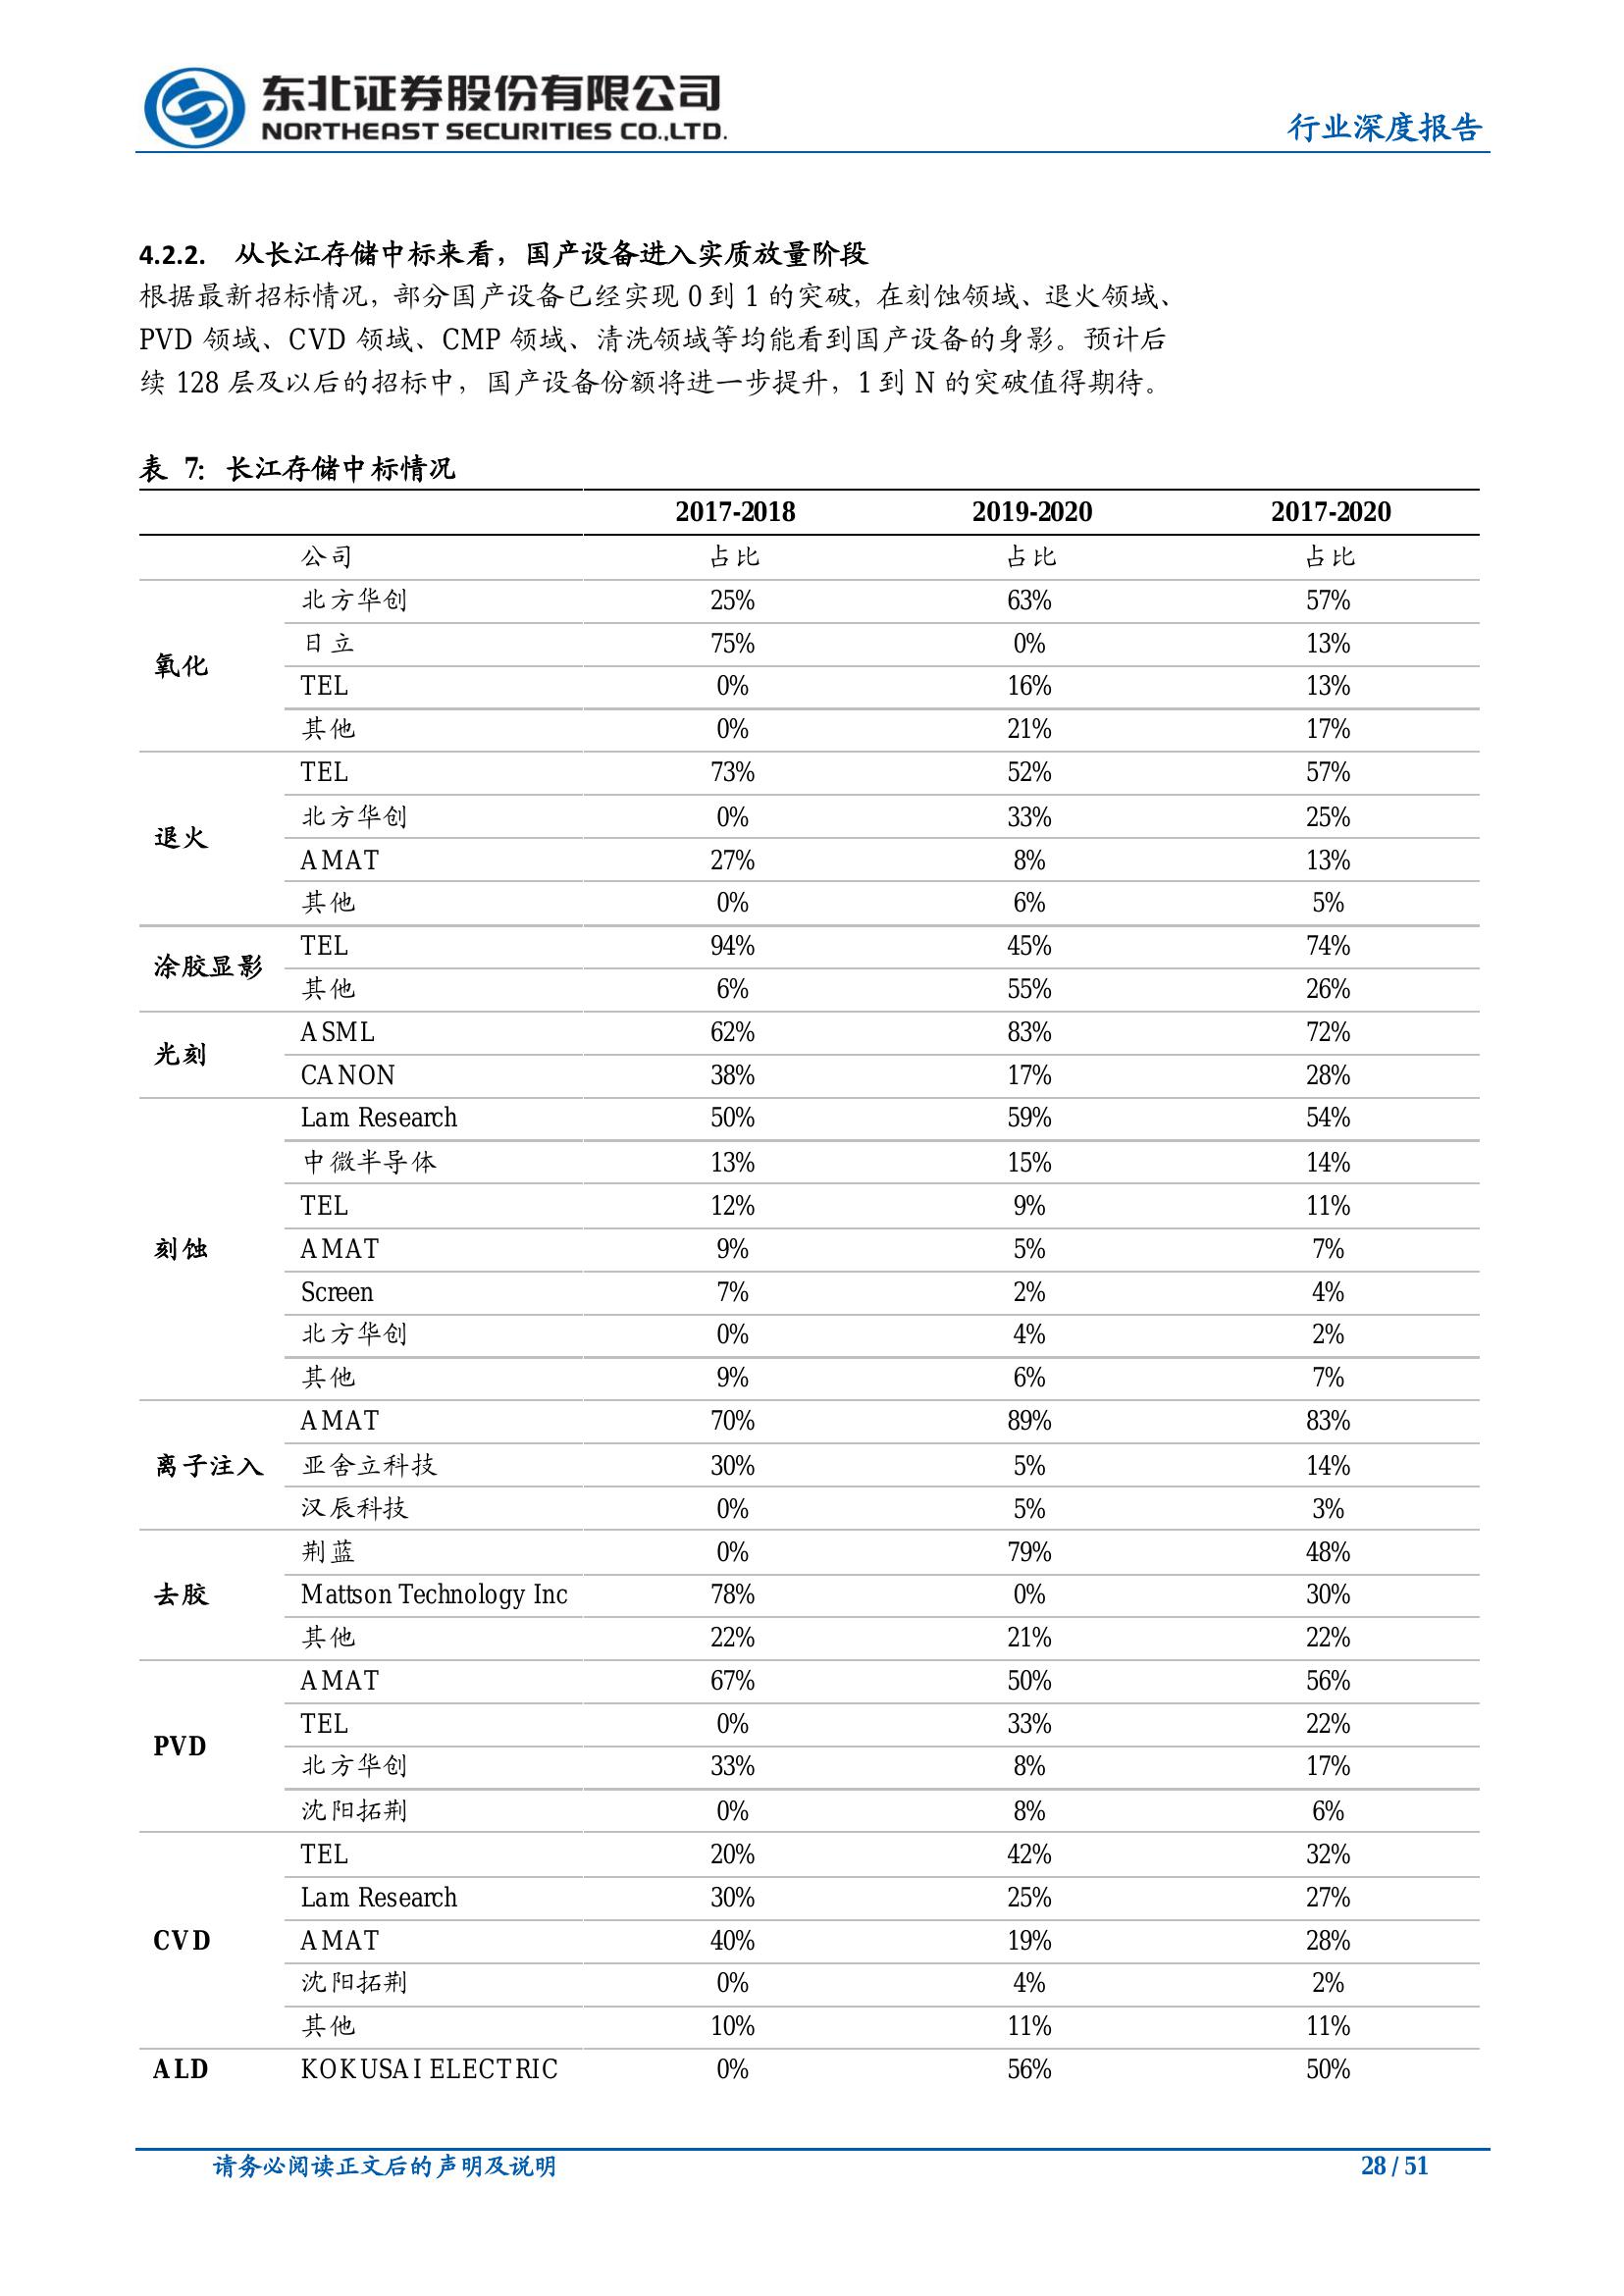 东北证券股份有限公司
NORTHEAST SECURITIES CO.,LTD.
行业深度报告
4.2.2. 从长江存储中标来看，国产设备进入实质放量阶段
根据最新招标情况，部分国产设备已经实现 0 到 1 的突破，在刻蚀领域、退火领域、
PVD 领域、CVD 领域、CMP 领域、清洗领域等均能看到国产设备的身影。预计后
续 128 层及以后的招标中，国产设备份额将进一步提升，1 到 N 的突破值得期待。
表 7：长江存储中标情况
2017-2018 2019-2020 2017-2020
公司 占比 占比 占比
氧化 北方华创 25% 63% 57%
日立 75% 0% 13%
TEL 0% 16% 13%
其他 0% 21% 17%
退火 TEL 73% 52% 57%
北方华创 0% 33% 25%
AMAT 27% 8% 13%
其他 0% 6% 5%
涂胶显影 TEL 94% 45% 74%
其他 6% 55% 26%
光刻 ASML 62% 83% 72%
CANON 38% 17% 28%
刻蚀 Lam Research 50% 59% 54%
中微半导体 13% 15% 14%
TEL 12% 9% 11%
AMAT 9% 5% 7%
Screen 7% 2% 4%
北方华创 0% 4% 2%
其他 9% 6% 7%
离子注入 AMAT 70% 89% 83%
亚舍立科技 30% 5% 14%
汉辰科技 0% 5% 3%
去胶 荆蓝 0% 79% 48%
Mattson Technology Inc 78% 0% 30%
其他 22% 21% 22%
PVD AMAT 67% 50% 56%
TEL 0% 33% 22%
北方华创 33% 8% 17%
沈阳拓荆 0% 8% 6%
CVD TEL 20% 42% 32%
Lam Research 30% 25% 27%
AMAT 40% 19% 28%
沈阳拓荆 0% 4% 2%
其他 10% 11% 11%
ALD KOKUSAI ELECTRIC 0% 56% 50%
请务必阅读正文后的声明及说明
28 / 51